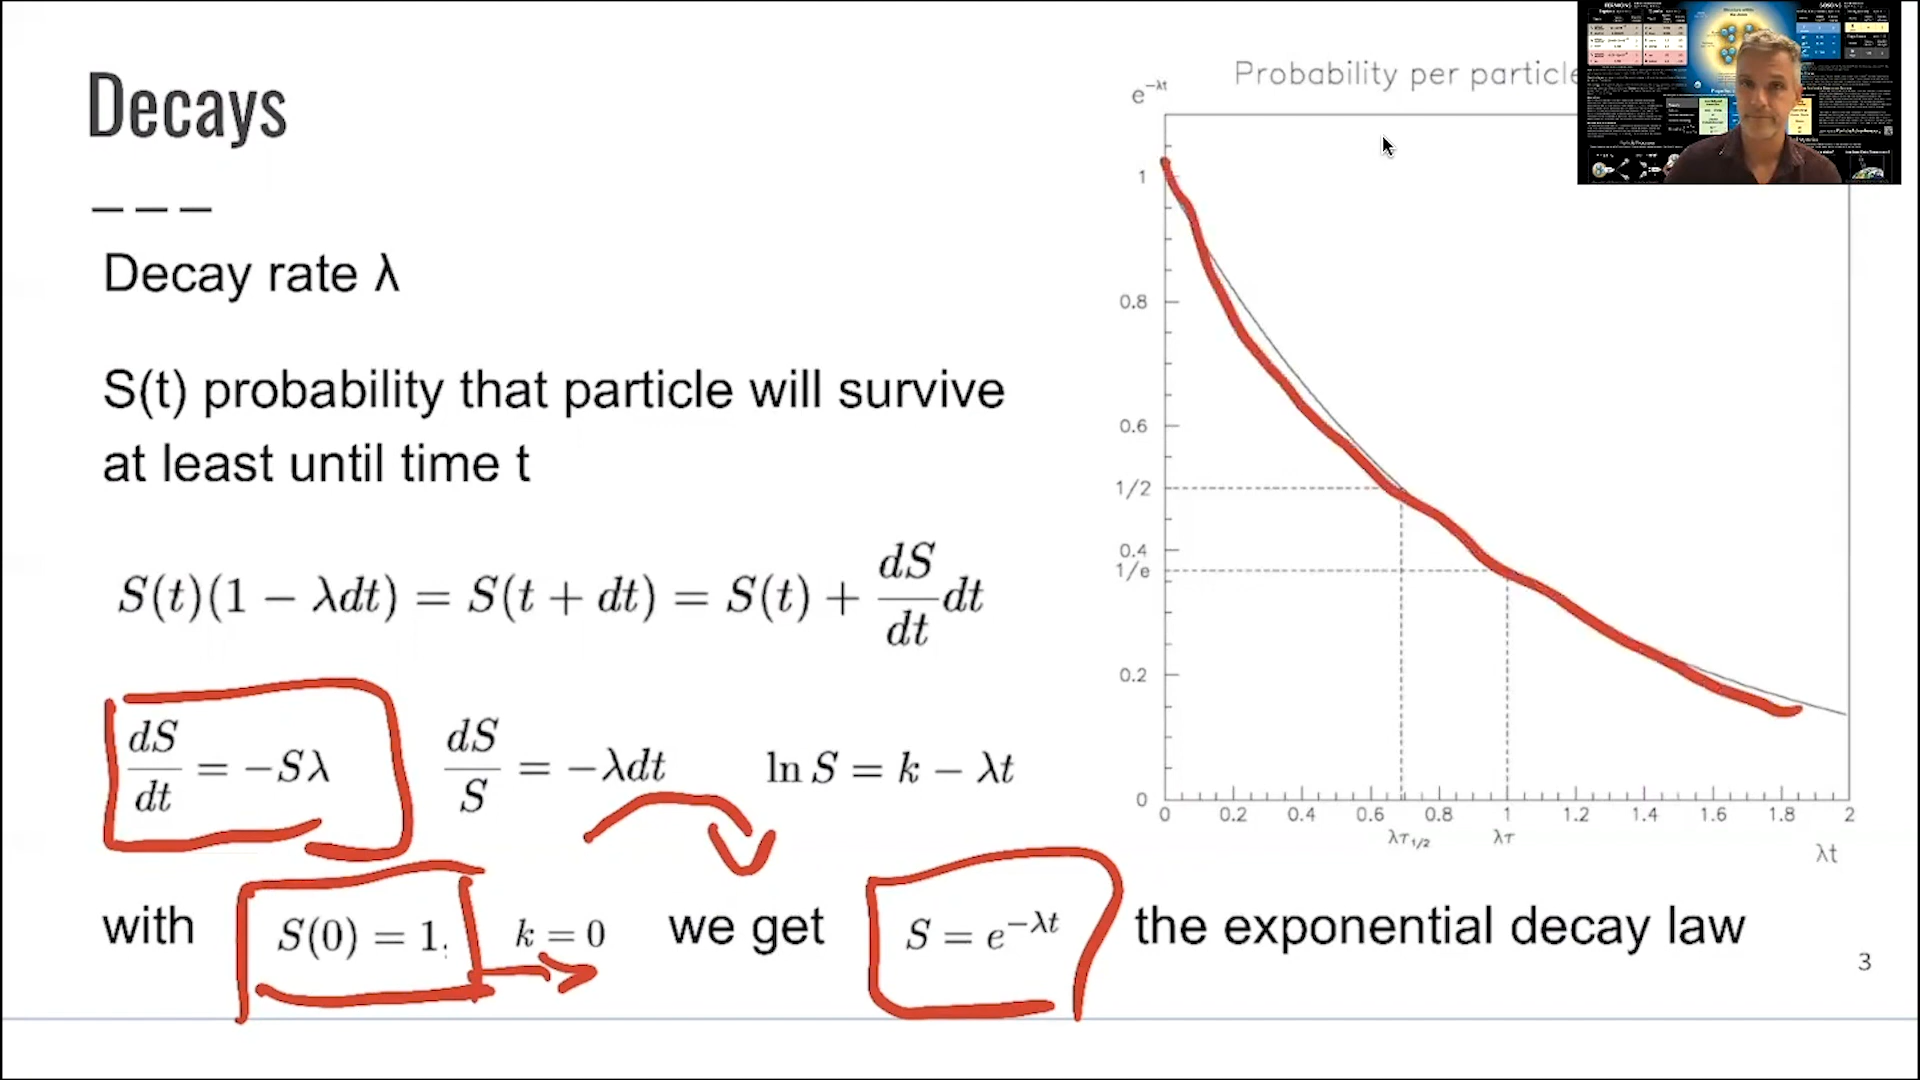 Decays
Decay rate λ
S(t) probability that particle will survive
at least until time t
S(t)(1 − λdt) = S(t + dt) = S(t) + dS/dt dt
dS/dt = −Sλ    dS/S = −λdt    ln S = k − λt
with S(0) = 1, k = 0 we get S = e^{−λt} the exponential decay law
3
Probability per particle
e^{−λt}
1
0.8
0.6
1/2
0.4
1/e
0.2
0
0 0.2 0.4 0.6 0.8 1 1.2 1.4 1.6 1.8 2
λτ_{1/2} λτ
λt